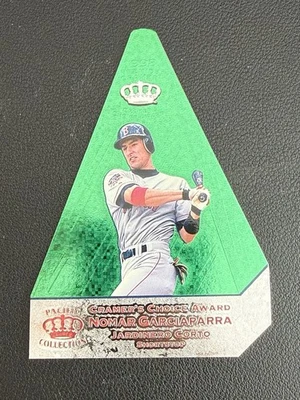 B
PACIFIC
COLLECTION
CRAMER'S CHOICE AWARD
NOMAR GARCIAPARRA
JARDINERO CORTO
SHORTSTOP